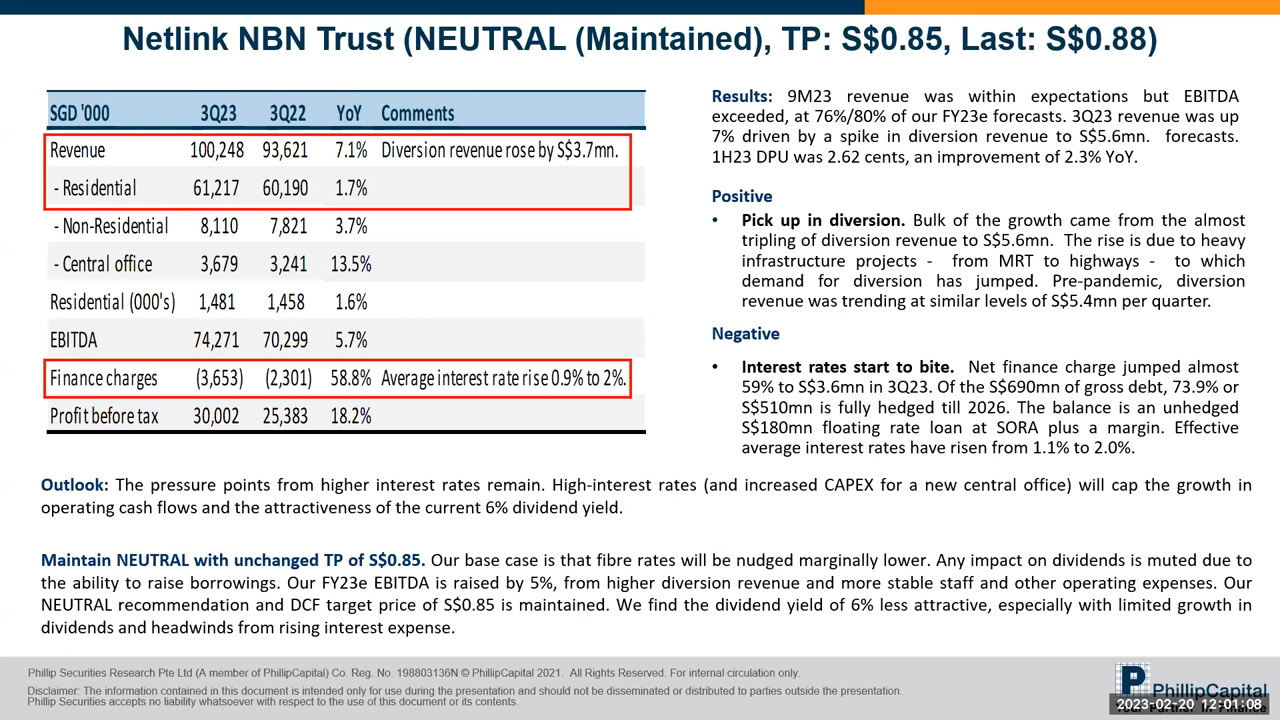 Netlink NBN Trust (NEUTRAL (Maintained), TP: S$0.85, Last: S$0.88)
SGD '000 3Q23 3Q22 YoY Comments
Revenue 100,248 93,621 7.1% Diversion revenue rose by S$3.7mn.
- Residential 61,217 60,190 1.7%
- Non-Residential 8,110 7,821 3.7%
- Central office 3,679 3,241 13.5%
Residential (000's) 1,481 1,458 1.6%
EBITDA 74,271 70,299 5.7%
Finance charges (3,653) (2,301) 58.8% Average interest rate rise 0.9% to 2%.
Profit before tax 30,002 25,383 18.2%
Results: 9M23 revenue was within expectations but EBITDA
exceeded, at 76%/80% of our FY23e forecasts. 3Q23 revenue was up
7% driven by a spike in diversion revenue to S$5.6mn. forecasts.
1H23 DPU was 2.62 cents, an improvement of 2.3% YoY.
Positive
• Pick up in diversion. Bulk of the growth came from the almost
tripling of diversion revenue to S$5.6mn. The rise is due to heavy
infrastructure projects - from MRT to highways - to which
demand for diversion has jumped. Pre-pandemic, diversion
revenue was trending at similar levels of S$5.4mn per quarter.
Negative
• Interest rates start to bite. Net finance charge jumped almost
59% to S$3.6mn in 3Q23. Of the S$690mn of gross debt, 73.9% or
S$510mn is fully hedged till 2026. The balance is an unhedged
S$180mn floating rate loan at SORA plus a margin. Effective
average interest rates have risen from 1.1% to 2.0%.
Outlook: The pressure points from higher interest rates remain. High-interest rates (and increased CAPEX for a new central office) will cap the growth in
operating cash flows and the attractiveness of the current 6% dividend yield.
Maintain NEUTRAL with unchanged TP of S$0.85. Our base case is that fibre rates will be nudged marginally lower. Any impact on dividends is muted due to
the ability to raise borrowings. Our FY23e EBITDA is raised by 5%, from higher diversion revenue and more stable staff and other operating expenses. Our
NEUTRAL recommendation and DCF target price of S$0.85 is maintained. We find the dividend yield of 6% less attractive, especially with limited growth in
dividends and headwinds from rising interest expense.
Phillip Securities Research Pte Ltd (A member of PhillipCapital) Co. Reg. No. 198803136N © PhillipCapital 2021. All Rights Reserved. For internal circulation only.
Disclaimer: The information contained in this document is intended only for use during the presentation and should not be disseminated or distributed to parties outside the presentation.
Phillip Securities accepts no liability whatsoever with respect to the use of this document or its contents.
PhillipCapital
Your Partner In Finance
2023-02-20 12:01:08